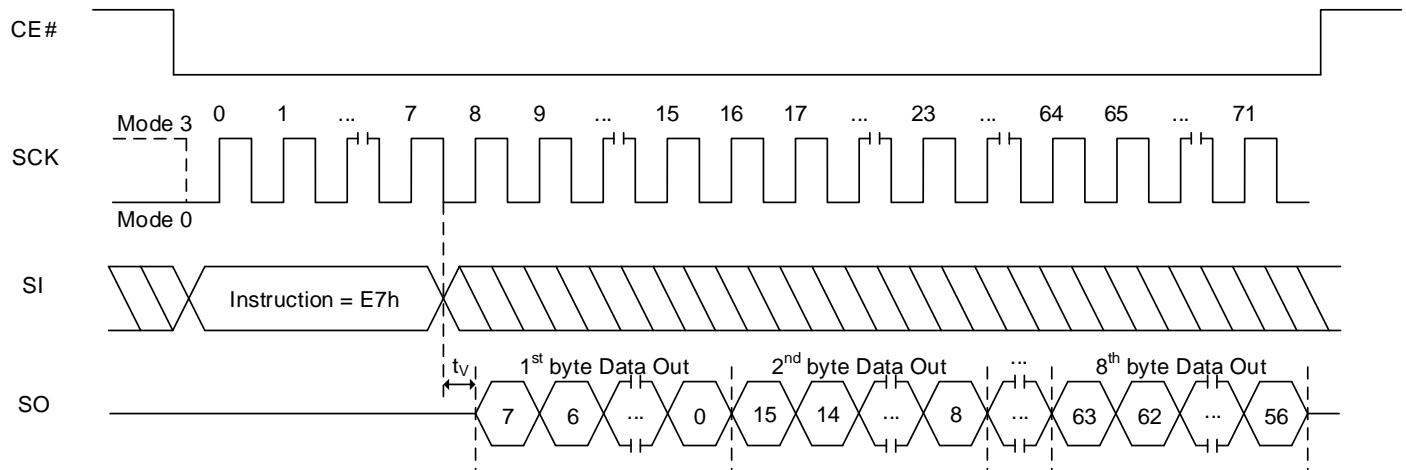 CE#
0 1 ... 7 8 9 ... 15 16 17 ... 23 ... 64 65 ... 71
Mode 3
SCK
Mode 0
SI
Instruction = E7h
tV 1st byte Data Out 2nd byte Data Out ... 8th byte Data Out
SO
7 6 ... 0 15 14 ... 8 ... 63 62 ... 56